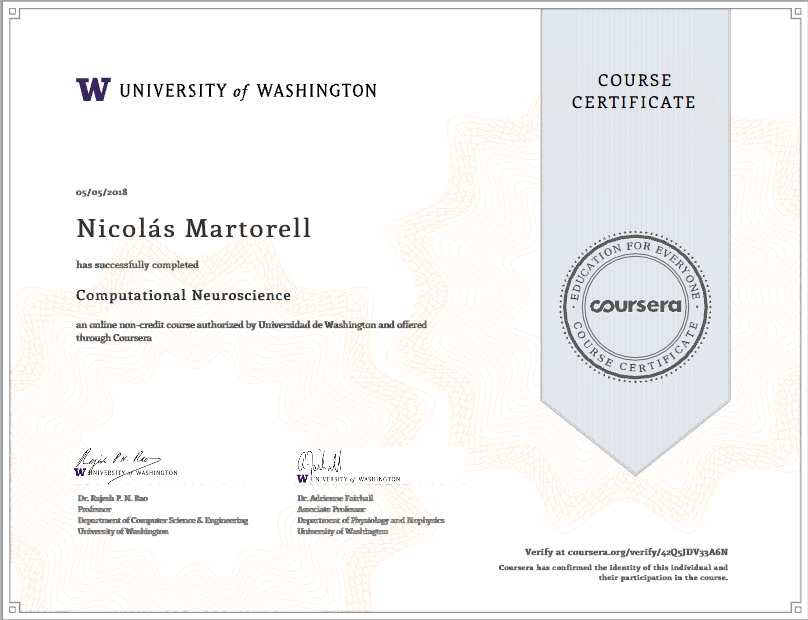 UNIVERSITY of WASHINGTON
COURSE
CERTIFICATE
05/05/2018
Nicolás Martorell
has successfully completed
Computational Neuroscience
an online non-credit course authorized by Universidad de Washington and offered
through Coursera
EDUCATION FOR EVERYONE
coursera
COURSE CERTIFICATE
Rajesh P. N. Rao
UNIVERSITY of WASHINGTON
UNIVERSITY of WASHINGTON
Dr. Rajesh P. N. Rao
Professor
Department of Computer Science & Engineering
University of Washington
Dr. Adrienne Fairhall
Associate Professor
Department of Physiology and Biophysics
University of Washington
Verify at coursera.org/verify/42Q5JDV33A6N
Coursera has confirmed the identity of this individual and
their participation in the course.